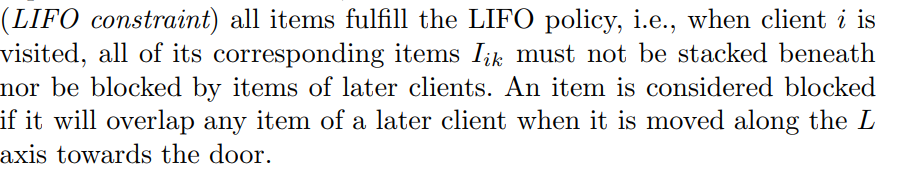 (LIFO constraint) all items fulfill the LIFO policy, i.e., when client i is
visited, all of its corresponding items Iik must not be stacked beneath
nor be blocked by items of later clients. An item is considered blocked
if it will overlap any item of a later client when it is moved along the L
axis towards the door.